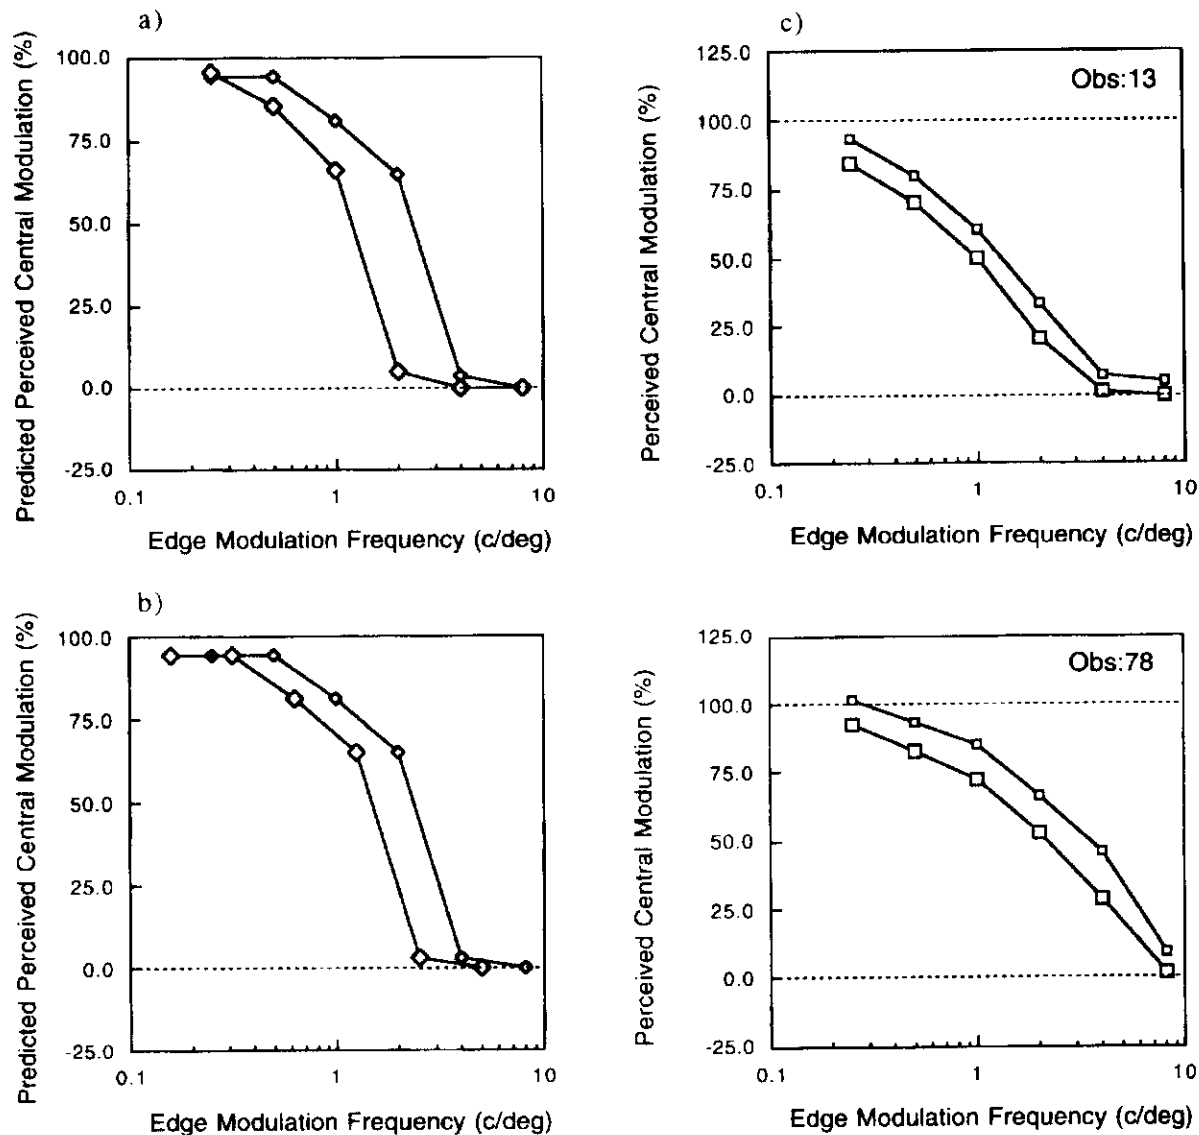 a)
Predicted Perceived Central Modulation (%)
100.0
75.0
50.0
25.0
0.0
-25.0
0.1 1 10
Edge Modulation Frequency (c/deg)
b)
Predicted Perceived Central Modulation (%)
100.0
75.0
50.0
25.0
0.0
-25.0
0.1 1 10
Edge Modulation Frequency (c/deg)
c)
Perceived Central Modulation (%)
125.0
Obs:13
100.0
75.0
50.0
25.0
0.0
-25.0
0.1 1 10
Edge Modulation Frequency (c/deg)
Perceived Central Modulation (%)
125.0
Obs:78
100.0
75.0
50.0
25.0
0.0
-25.0
0.1 1 10
Edge Modulation Frequency (c/deg)